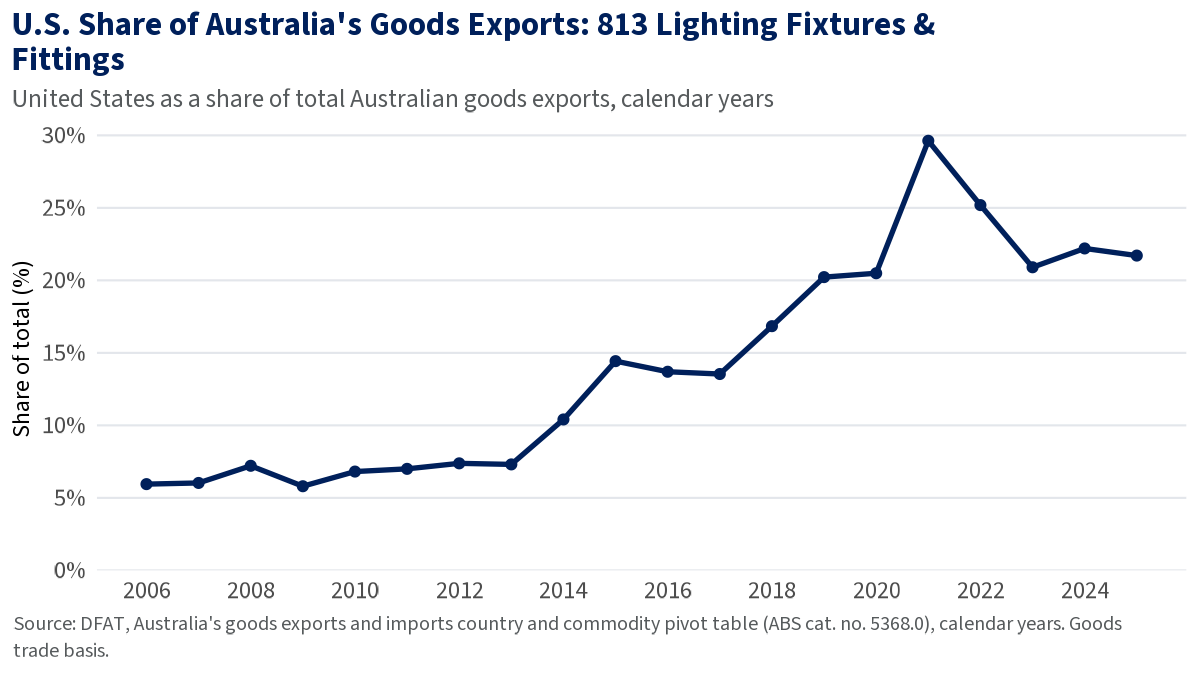 U.S. Share of Australia's Goods Exports: 813 Lighting Fixtures &
Fittings
United States as a share of total Australian goods exports, calendar years
Share of total (%)
30%
25%
20%
15%
10%
5%
0%
2006 2008 2010 2012 2014 2016 2018 2020 2022 2024
Source: DFAT, Australia's goods exports and imports country and commodity pivot table (ABS cat. no. 5368.0), calendar years. Goods
trade basis.